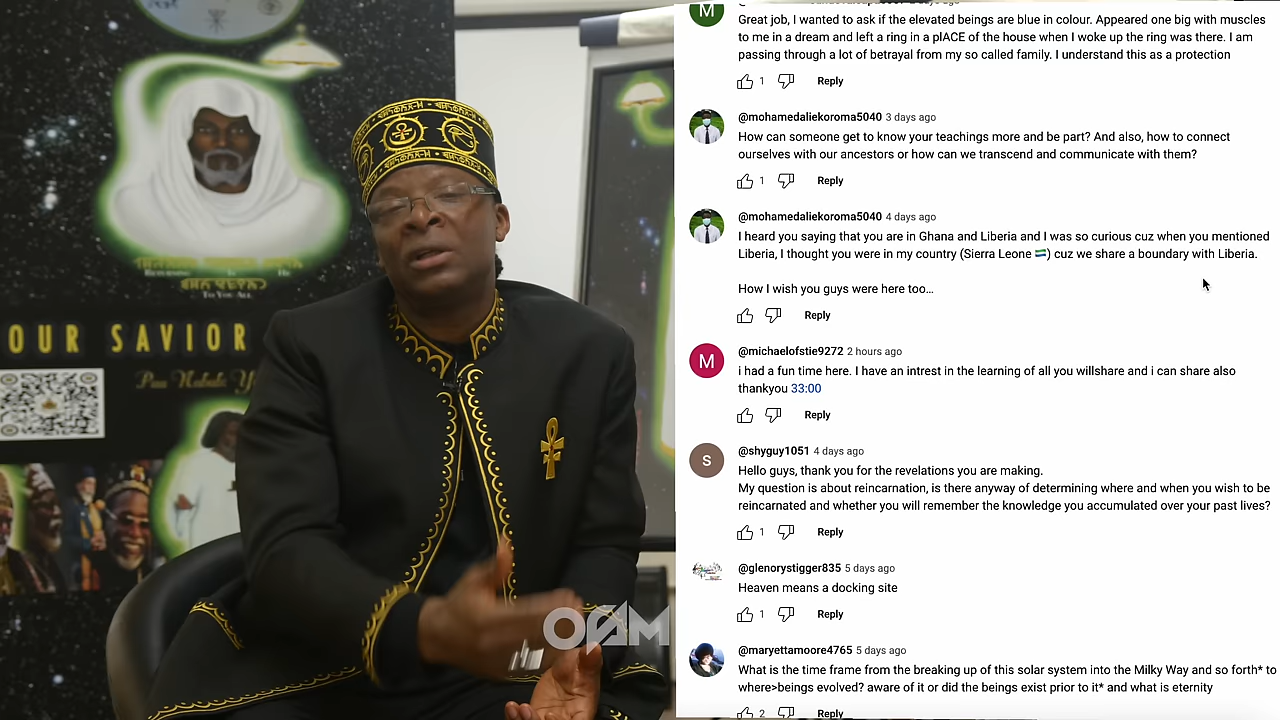 Great job, I wanted to ask if the elevated beings are blue in colour. Appeared one big with muscles
to me in a dream and left a ring in a plACE of the house when I woke up the ring was there. I am
passing through a lot of betrayal from my so called family. I understand this as a protection
1 Reply
@mohamedaliekoroma5040 3 days ago
How can someone get to know your teachings more and be part? And also, how to connect
ourselves with our ancestors or how can we transcend and communicate with them?
1 Reply
@mohamedaliekoroma5040 4 days ago
I heard you saying that you are in Ghana and Liberia and I was so curious cuz when you mentioned
Liberia, I thought you were in my country (Sierra Leone 🇸🇱) cuz we share a boundary with Liberia.
How I wish you guys were here too...
Reply
M
@michaelofstie9272 2 hours ago
i had a fun time here. I have an intrest in the learning of all you willshare and i can share also
thankyou 33:00
Reply
S
@shyguy1051 4 days ago
Hello guys, thank you for the revelations you are making.
My question is about reincarnation, is there anyway of determining where and when you wish to be
reincarnated and whether you will remember the knowledge you accumulated over your past lives?
1 Reply
@glenorystigger835 5 days ago
Heaven means a docking site
1 Reply
@maryettamoore4765 5 days ago
What is the time frame from the breaking up of this solar system into the Milky Way and so forth* to
where>beings evolved? aware of it or did the beings exist prior to it* and what is eternity
2 Reply
To You All
OUR SAVIOR